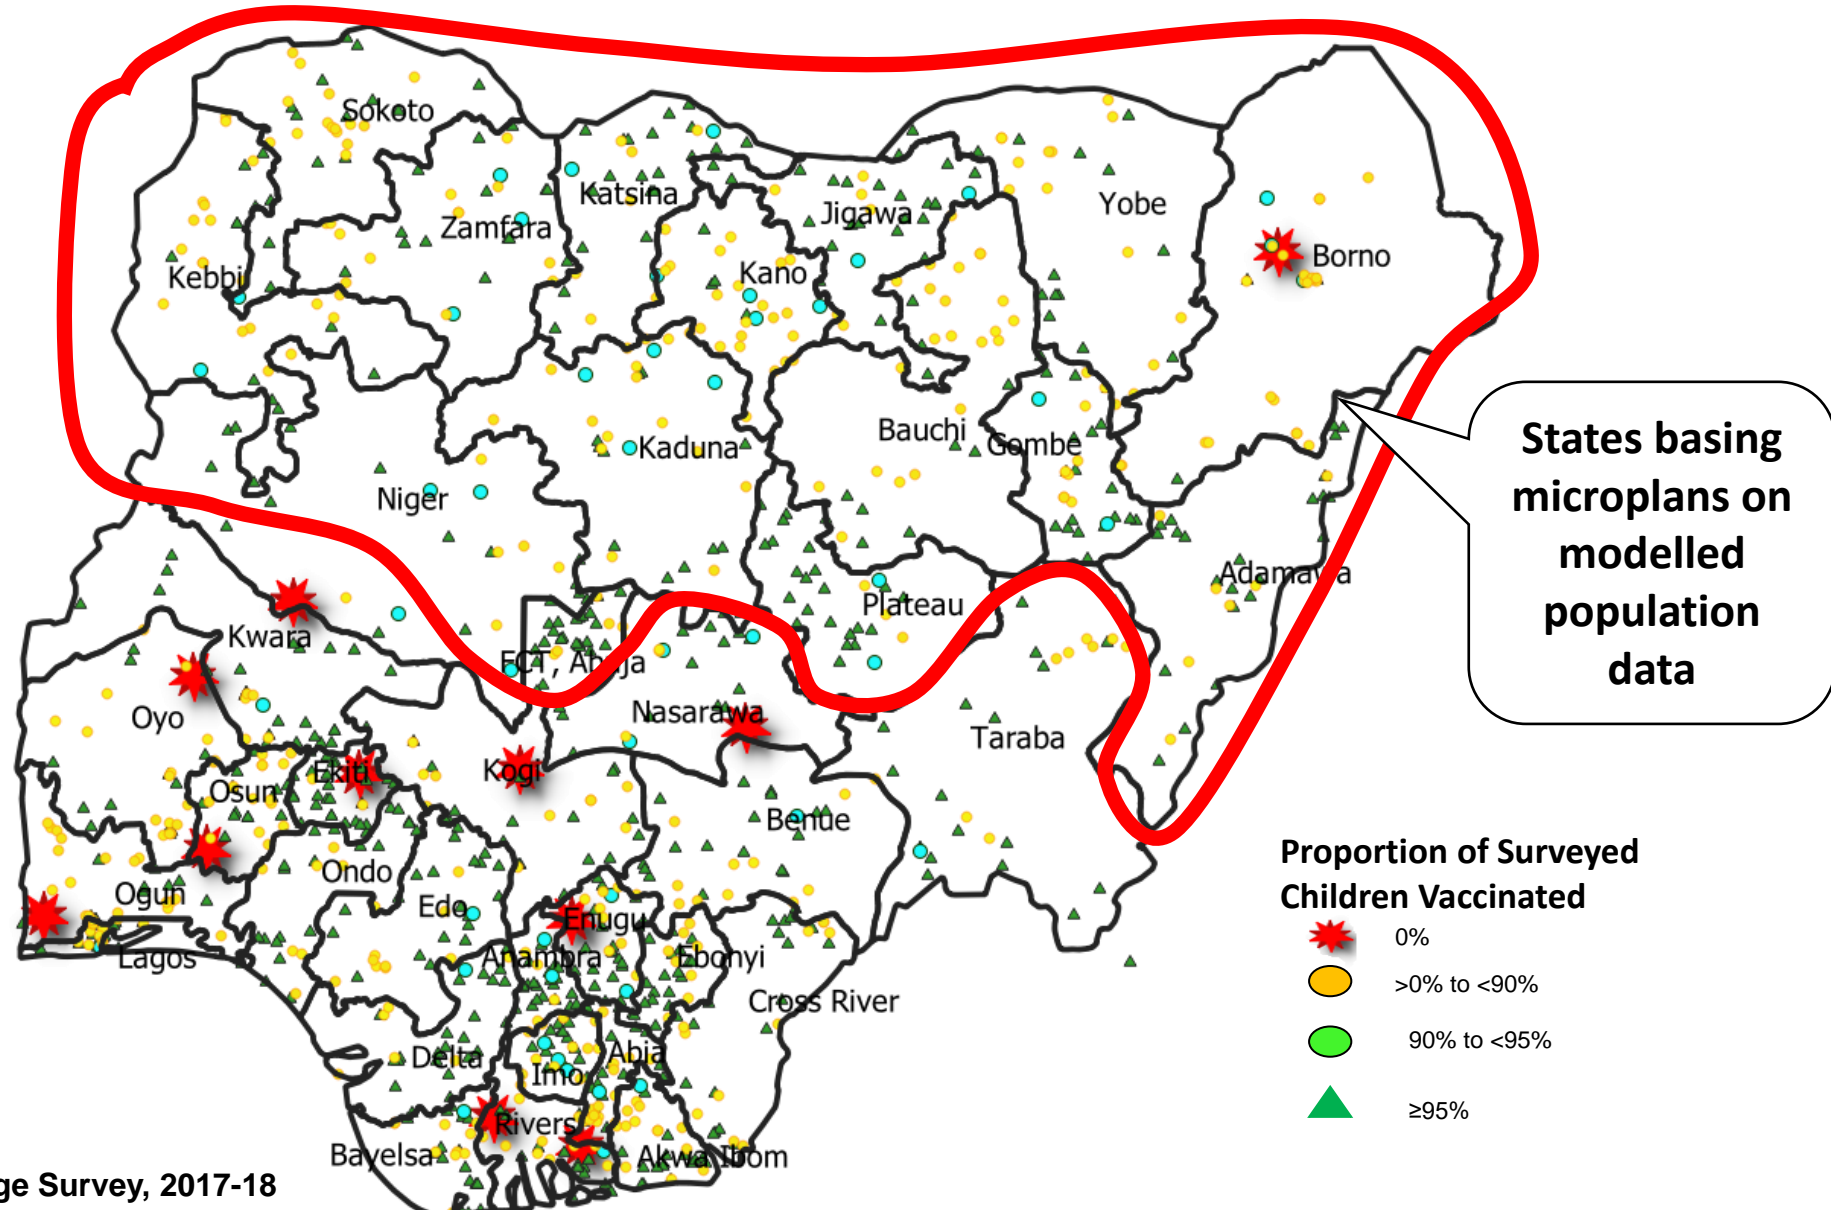 Sokoto
Katsina
Zamfara
Jigawa
Yobe
Kebbi
Kano
Borno
Bauchi
Gombe
Kaduna
Niger
Adamawa
Plateau
Kwara
FCT, Abuja
Nasarawa
Oyo
Taraba
Kogi
Ekiti
Osun
Benue
Ondo
Ogun
Edo
Enugu
Lagos
Anambra
Ebonyi
Cross River
Delta
Abia
Imo
Rivers
Bayelsa
Akwa Ibom
States basing
microplans on
modelled
population
data
Proportion of Surveyed
Children Vaccinated
0%
>0% to <90%
90% to <95%
≥95%
ge Survey, 2017-18